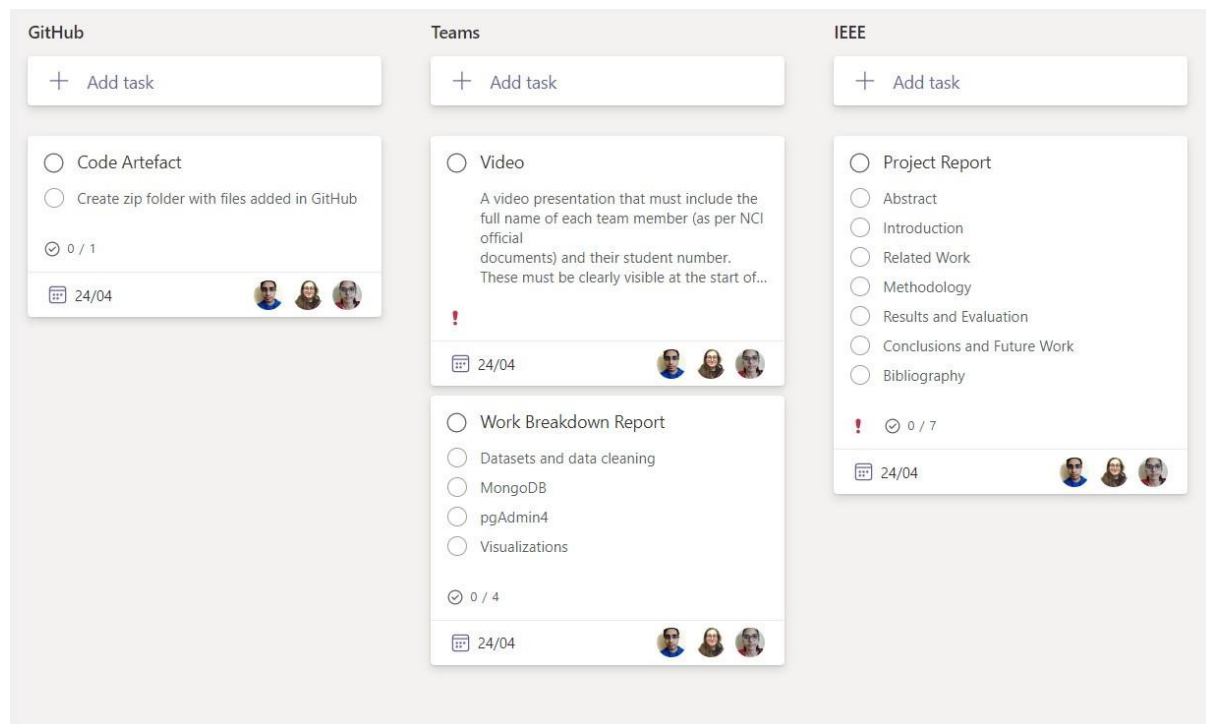 GitHub
+ Add task
Code Artefact
Create zip folder with files added in GitHub
0 / 1
24/04
Teams
+ Add task
Video
A video presentation that must include the
full name of each team member (as per NCI
official
documents) and their student number.
These must be clearly visible at the start of...
!
24/04
Work Breakdown Report
Datasets and data cleaning
MongoDB
pgAdmin4
Visualizations
0 / 4
24/04
IEEE
+ Add task
Project Report
Abstract
Introduction
Related Work
Methodology
Results and Evaluation
Conclusions and Future Work
Bibliography
! 0 / 7
24/04